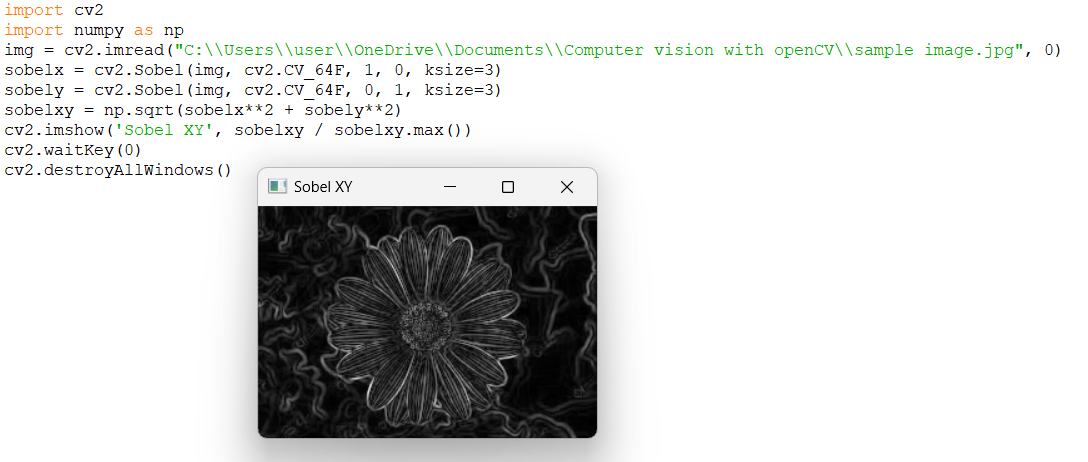 import cv2
import numpy as np
img = cv2.imread("C:\\Users\\user\\OneDrive\\Documents\\Computer vision with openCV\\sample image.jpg", 0)
sobelx = cv2.Sobel(img, cv2.CV_64F, 1, 0, ksize=3)
sobely = cv2.Sobel(img, cv2.CV_64F, 0, 1, ksize=3)
sobelxy = np.sqrt(sobelx**2 + sobely**2)
cv2.imshow('Sobel XY', sobelxy / sobelxy.max())
cv2.waitKey(0)
cv2.destroyAllWindows()
Sobel XY